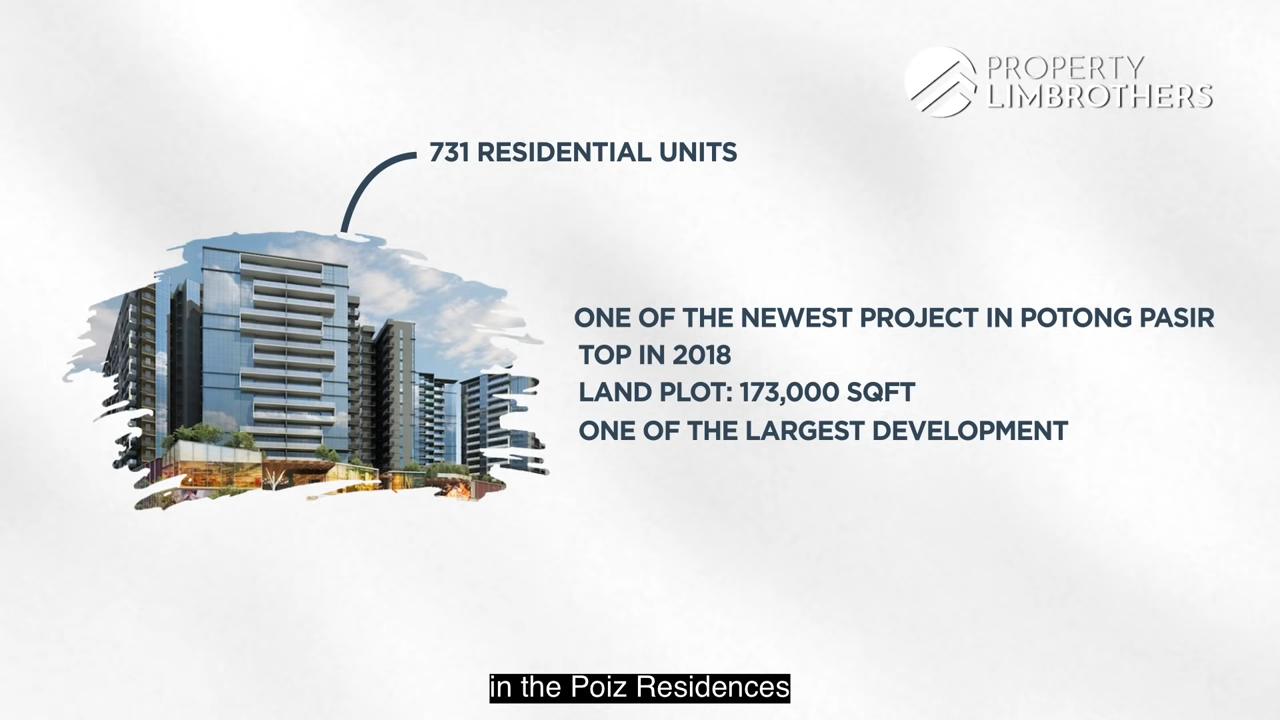 PROPERTY
LIMBROTHERS
731 RESIDENTIAL UNITS
ONE OF THE NEWEST PROJECT IN POTONG PASIR
TOP IN 2018
LAND PLOT: 173,000 SQFT
ONE OF THE LARGEST DEVELOPMENT
in the Poiz Residences